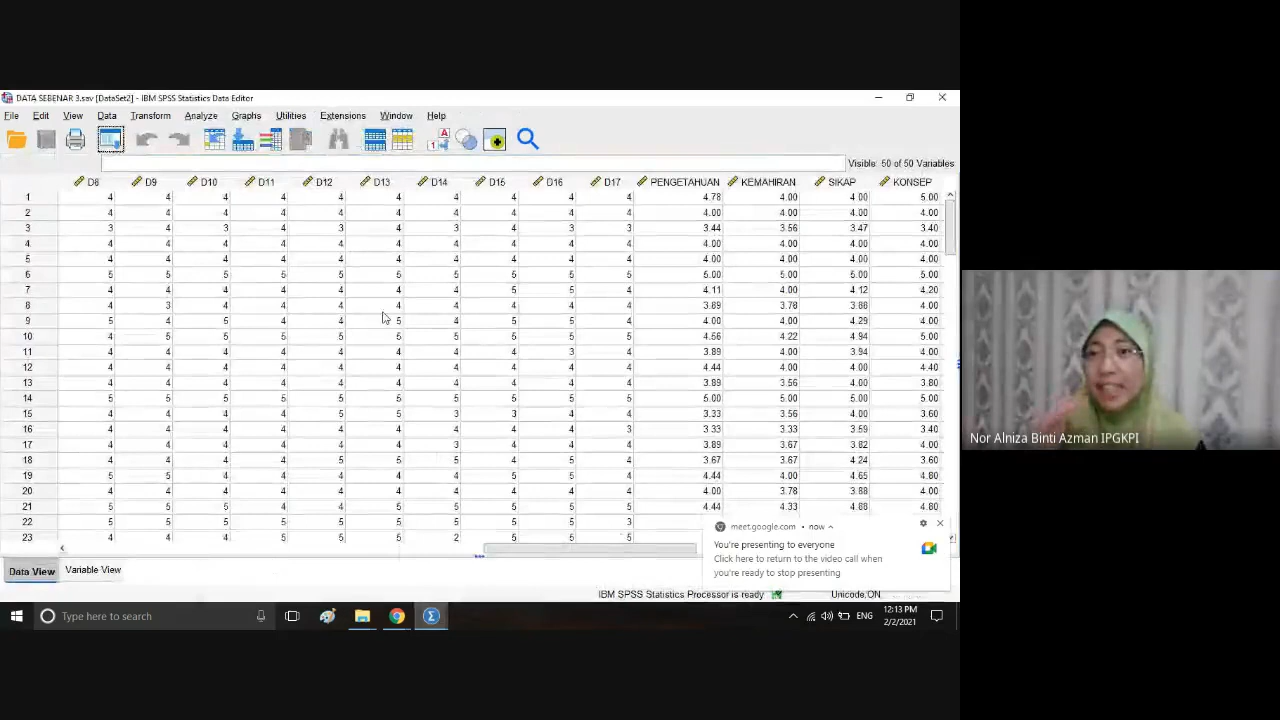 DATA SEBENAR 3.sav [DataSet2] - IBM SPSS Statistics Data Editor
File Edit View Data Transform Analyze Graphs Utilities Extensions Window Help
Visible: 50 of 50 Variables
D8 D9 D10 D11 D12 D13 D14 D15 D16 D17 PENGETAHUAN KEMAHIRAN SIKAP KONSEP
1 4 4 4 4 4 4 4 4 4 4 4.78 4.00 4.00 5.00
2 4 4 4 4 4 4 4 4 4 4 4.00 4.00 4.00 4.00
3 3 4 3 4 3 4 3 4 3 3 3.44 3.56 3.47 3.40
4 4 4 4 4 4 4 4 4 4 4 4.00 4.00 4.00 4.00
5 4 4 4 4 4 4 4 4 4 4 4.00 4.00 4.00 4.00
6 5 5 5 5 5 5 5 5 5 5 5.00 5.00 5.00 5.00
7 4 4 4 4 4 4 4 5 5 4 4.11 4.00 4.12 4.20
8 4 3 4 4 4 4 4 4 4 4 3.89 3.78 3.88 4.00
9 5 4 5 4 4 5 4 5 5 4 4.00 4.00 4.29 4.00
10 4 5 5 5 5 5 5 5 5 5 4.56 4.22 4.94 5.00
11 4 4 4 4 4 4 4 4 3 4 3.89 4.00 3.94 4.00
12 4 4 4 4 4 4 4 4 4 4 4.44 4.00 4.00 4.40
13 4 4 4 4 4 4 4 4 4 4 3.89 3.56 4.00 3.80
14 5 5 5 5 5 5 5 5 5 5 5.00 5.00 5.00 5.00
15 4 4 4 4 5 5 3 3 4 4 3.33 3.56 4.00 3.60
16 4 4 4 4 4 4 4 4 4 3 3.33 3.33 3.59 3.40
17 4 4 4 4 4 4 3 4 4 4 3.89 3.67 3.82 4.00
18 4 4 4 4 5 5 5 4 5 4 3.67 3.67 4.24 3.60
19 5 5 4 4 4 4 4 5 5 4 4.44 4.00 4.65 4.80
20 4 4 4 4 4 4 4 4 4 4 4.00 3.78 3.88 4.00
21 5 5 5 4 4 5 5 5 5 5 4.44 4.33 4.88 4.80
22 5 5 5 5 5 5 5 5 5 3
23 4 4 4 5 5 5 2 5 5 5
meet.google.com • now
You're presenting to everyone
Click here to return to the video call when
you're ready to stop presenting
Data View Variable View
IBM SPSS Statistics Processor is ready Unicode:ON
Type here to search
ENG
12:13 PM
2/2/2021
Nor Alniza Binti Azman IPGKPI